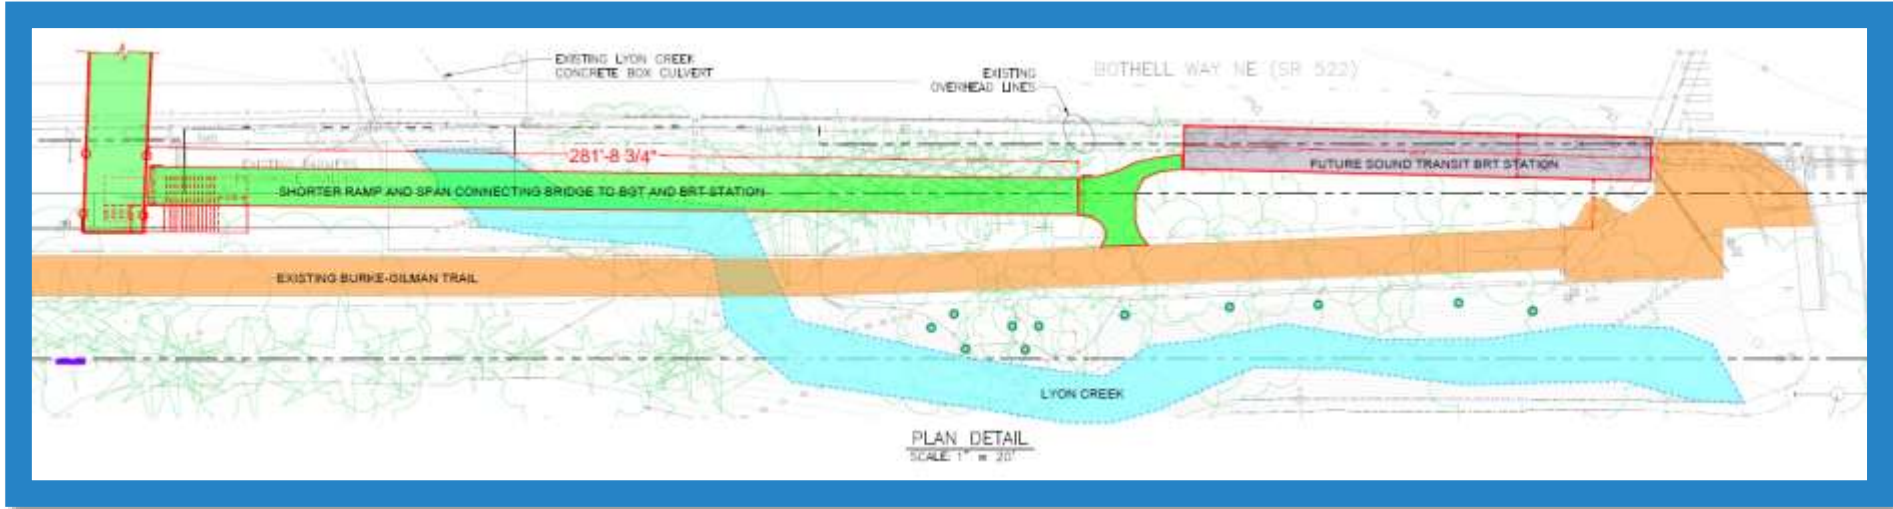 EXISTING LYON CREEK
CONCRETE BOX CULVERT
EXISTING
OVERHEAD LINES
BOTHELL WAY NE (SR 522)
281'-8 3/4"
FUTURE SOUND TRANSIT BRT STATION
SHORTER RAMP AND SPAN CONNECTING BRIDGE TO BGT AND BRT STATION
EXISTING BURKE-GILMAN TRAIL
LYON CREEK
PLAN DETAIL
SCALE: 1" = 20'